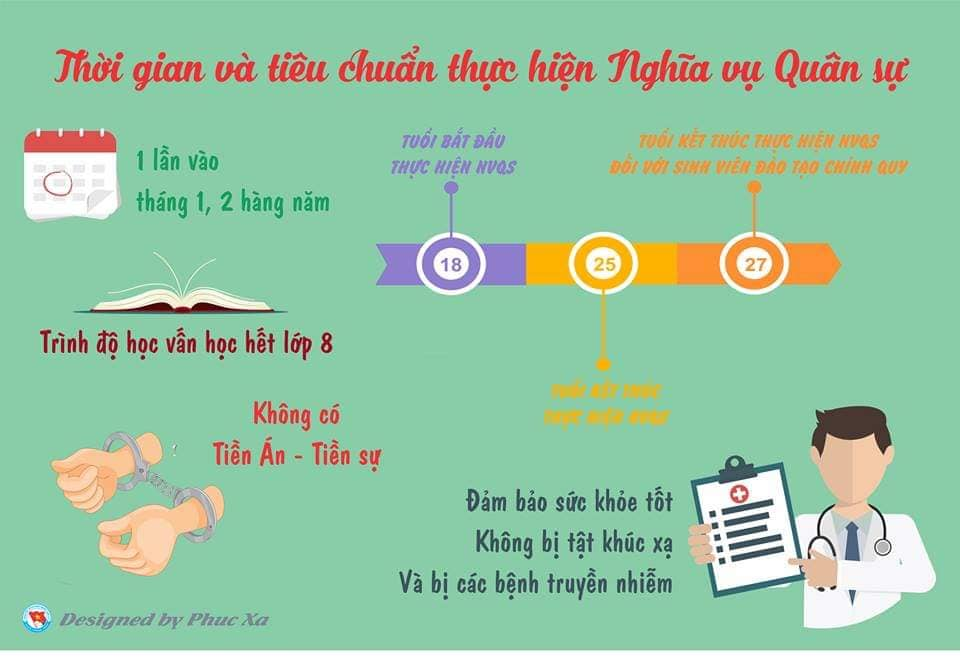 Thời gian và tiêu chuẩn thực hiện Nghĩa vụ Quân sự
1 lần vào
tháng 1, 2 hàng năm
TUỔI BẮT ĐẦU
THỰC HIỆN NVQS
TUỔI KẾT THÚC THỰC HIỆN NVQS
ĐỐI VỚI SINH VIÊN ĐÀO TẠO CHÍNH QUY
18
25
27
TUỔI KẾT THÚC
THỰC HIỆN NVQS
Trình độ học vấn học hết lớp 8
Không có
Tiền Án - Tiền sự
Đảm bảo sức khỏe tốt
Không bị tật khúc xạ
Và bị các bệnh truyền nhiễm
Designed by Phuc Xa